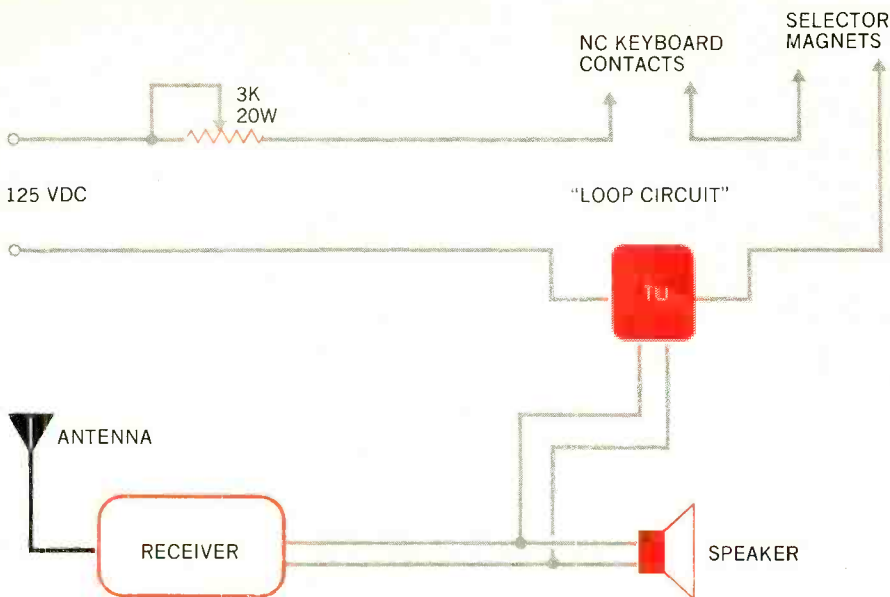 SELECTOR
MAGNETS
NC KEYBOARD
CONTACTS
3K
20W
125 VDC
"LOOP CIRCUIT"
TU
ANTENNA
RECEIVER
SPEAKER